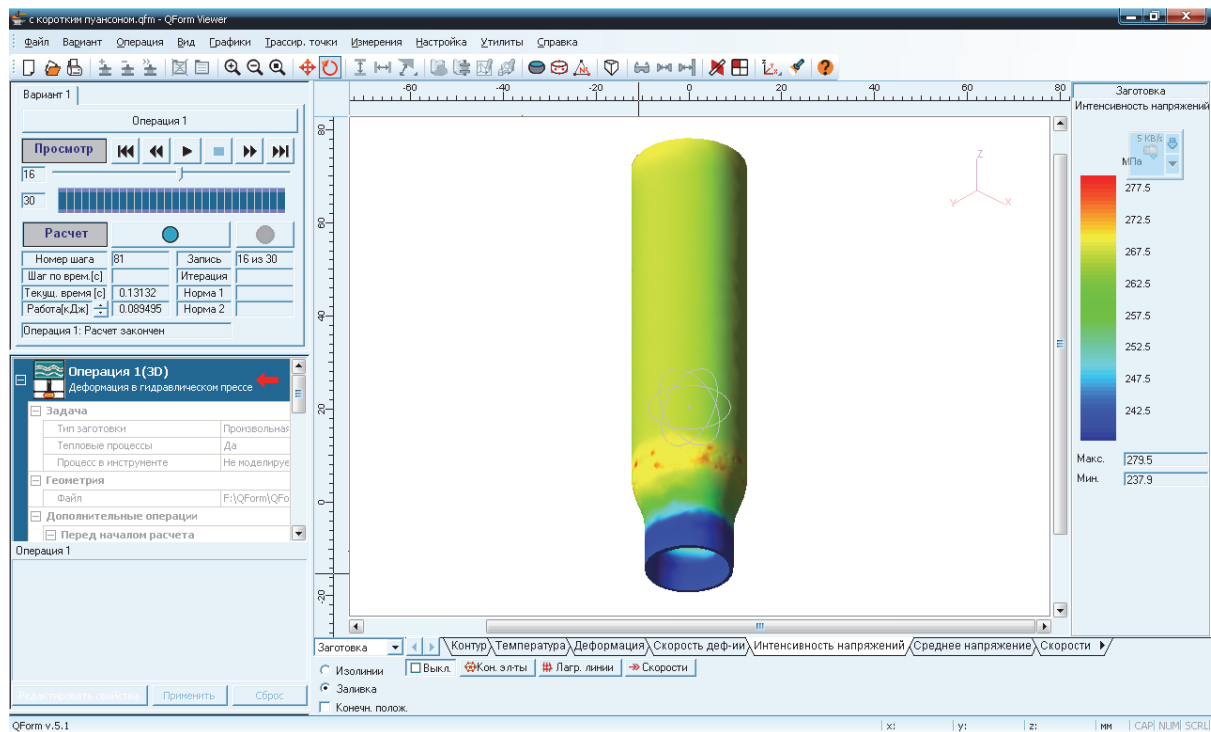 с коротким пуансоном.qfm - QForm Viewer
Файл Вариант Операция Вид Графики Трассир. точки Измерения Настройка Утилиты Справка
Вариант 1
Операция 1
Просмотр
16
30
Расчет
Номер шага 81 Запись 16 из 30
Шаг по врем.[с] Итерация
Текущ. время [с] 0.13132 Норма 1
Работа[кДж] 0.089495 Норма 2
Операция 1: Расчет закончен
Операция 1(3D)
Деформация в гидравлическом прессе
Задача
Тип заготовки Произвольная
Тепловые процессы Да
Процесс в инструменте Не моделируе
Геометрия
Файл F:\QForm\QFo
Дополнительные операции
Перед началом расчета
Операция 1
Редактировать свойства Применить Сброс
-60 -40 -20 0 20 40 60 80
80
60
40
20
0
-20
Z
Y X
Заготовка
Интенсивность напряжений
5 KB/s
МПа
277.5
272.5
267.5
262.5
257.5
252.5
247.5
242.5
Макс. 279.5
Мин. 237.9
Заготовка Контур Температура Деформация Скорость деф-ии Интенсивность напряжений Среднее напряжение Скорос
Изолинии Выкл. Кон. эл-ты Лагр. линии Скорости
Заливка
Конечн. полож.
QForm v.5.1 x: y: z: мм CAP NUM SCRL